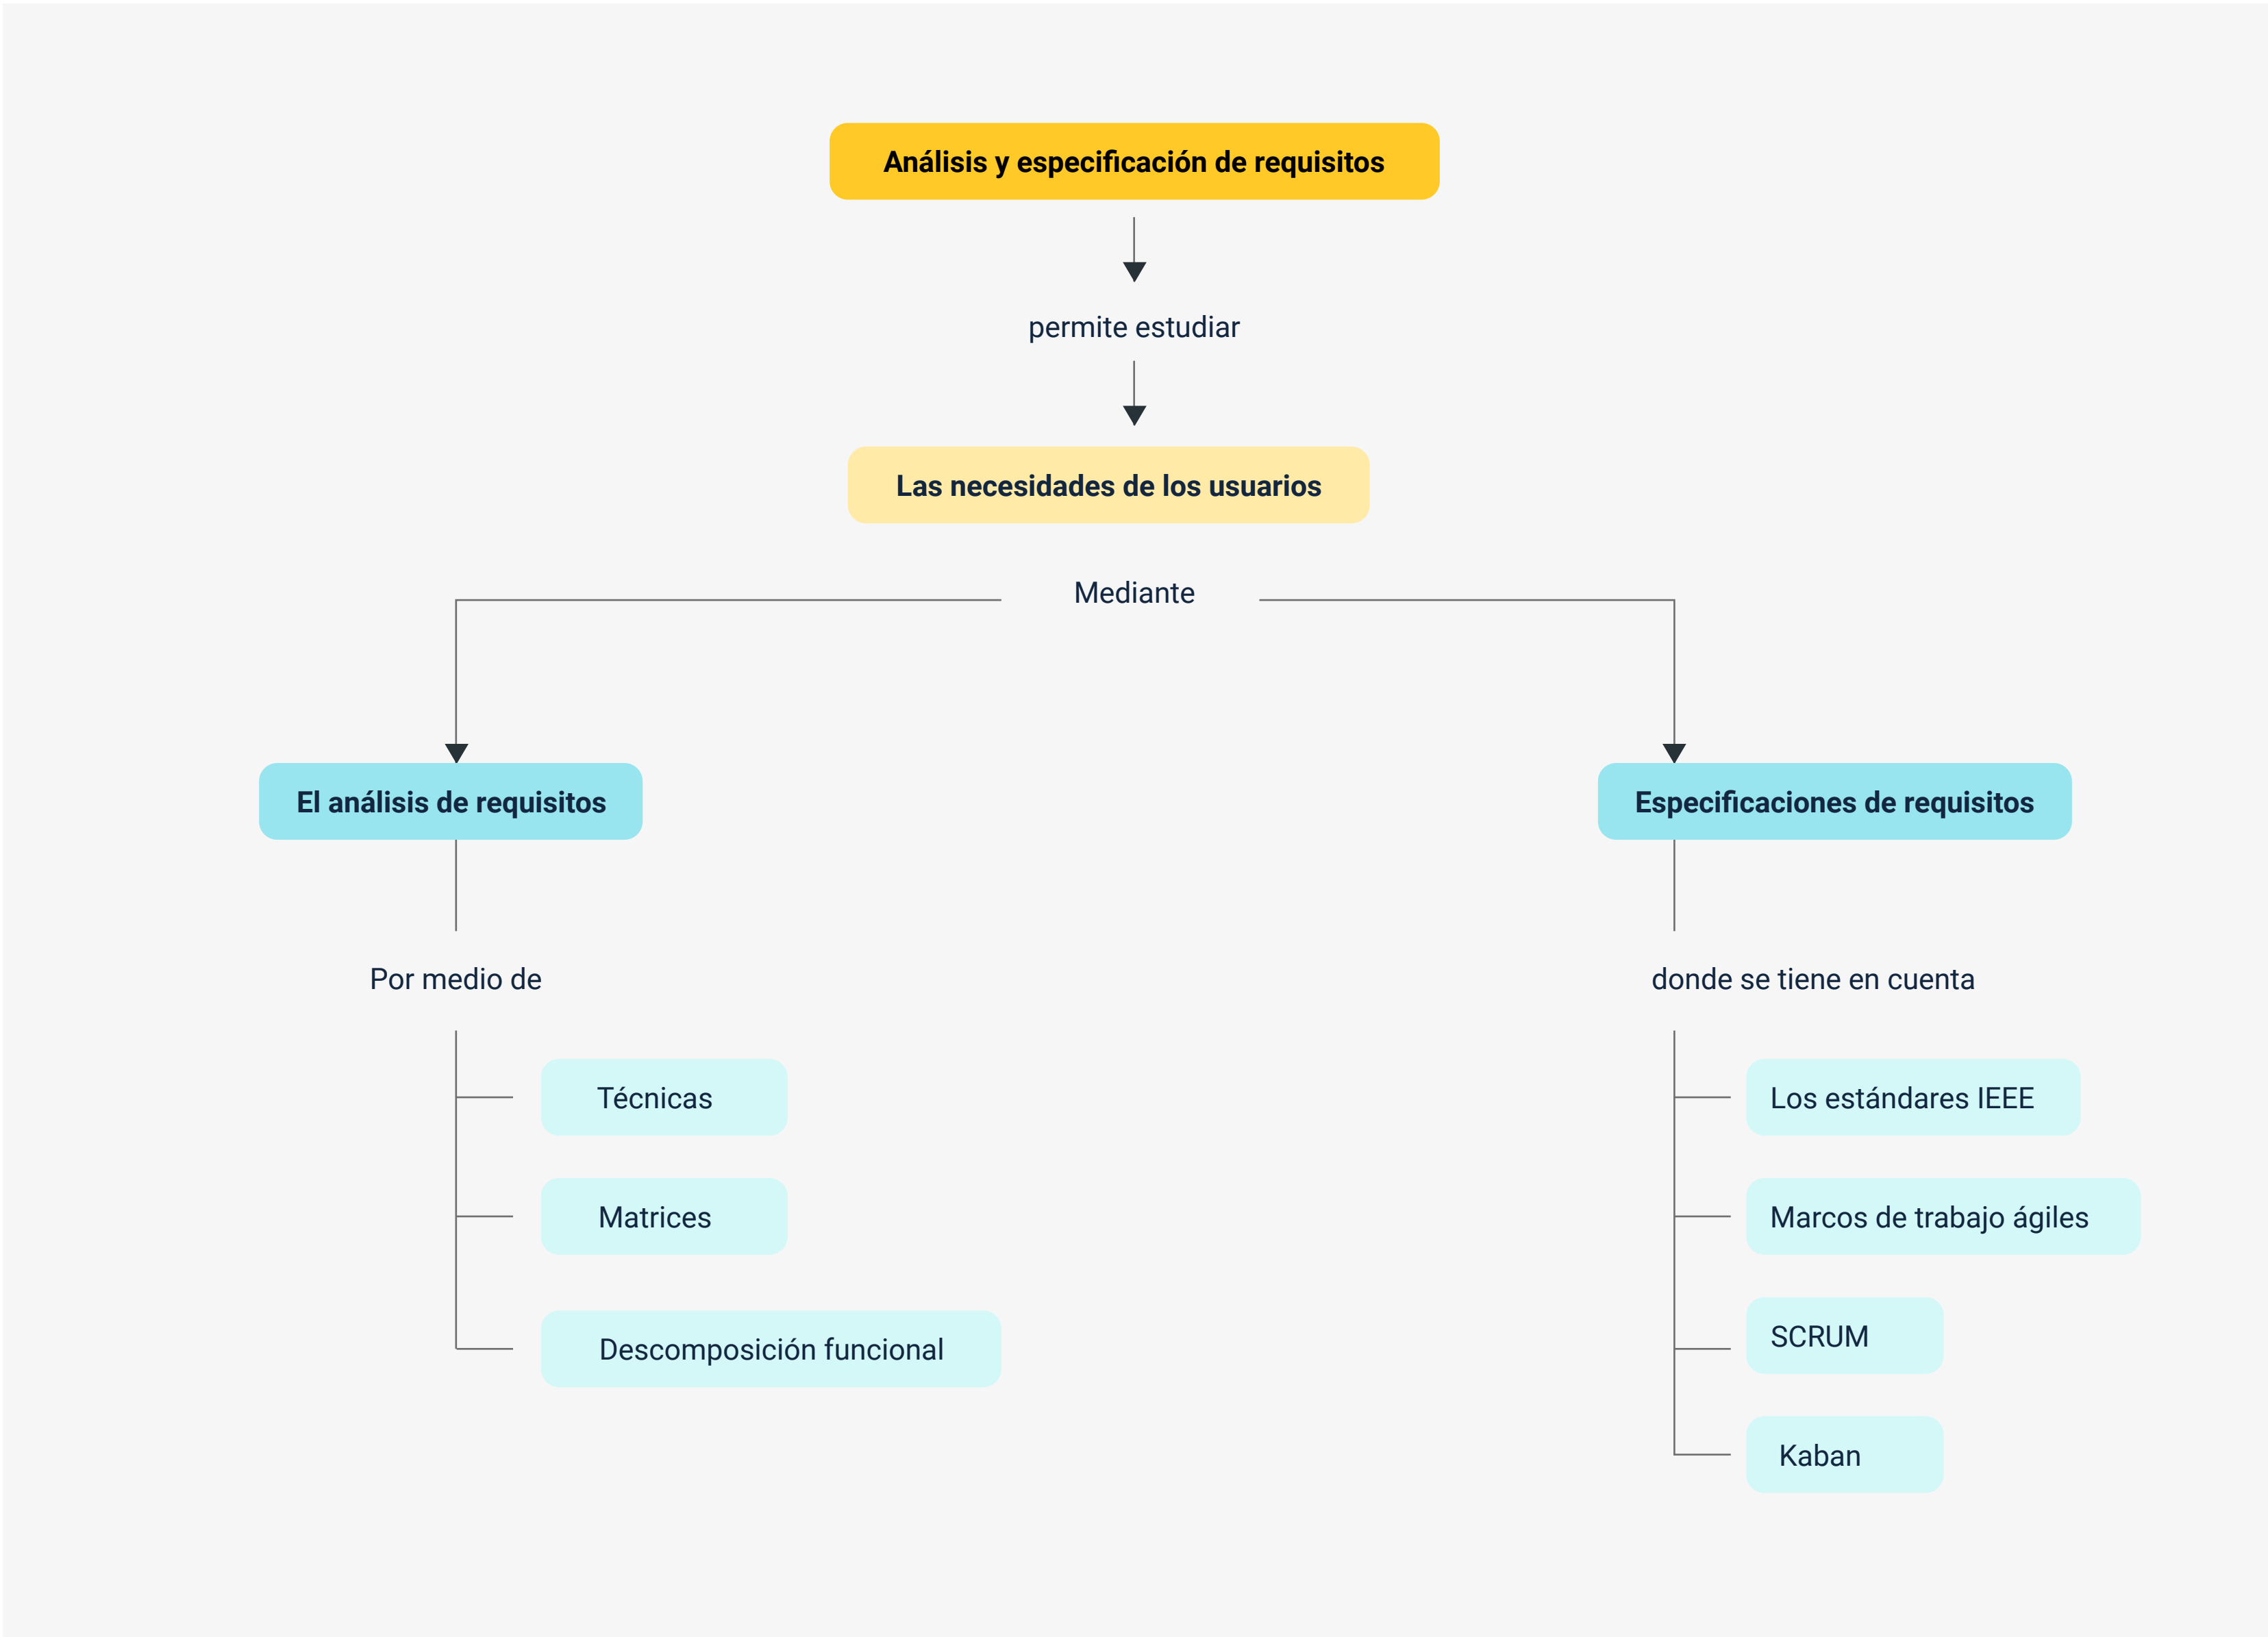 Análisis y especificación de requisitos
permite estudiar
Las necesidades de los usuarios
Mediante
El análisis de requisitos
Por medio de
Técnicas
Matrices
Descomposición funcional
Especificaciones de requisitos
donde se tiene en cuenta
Los estándares IEEE
Marcos de trabajo ágiles
SCRUM
Kaban